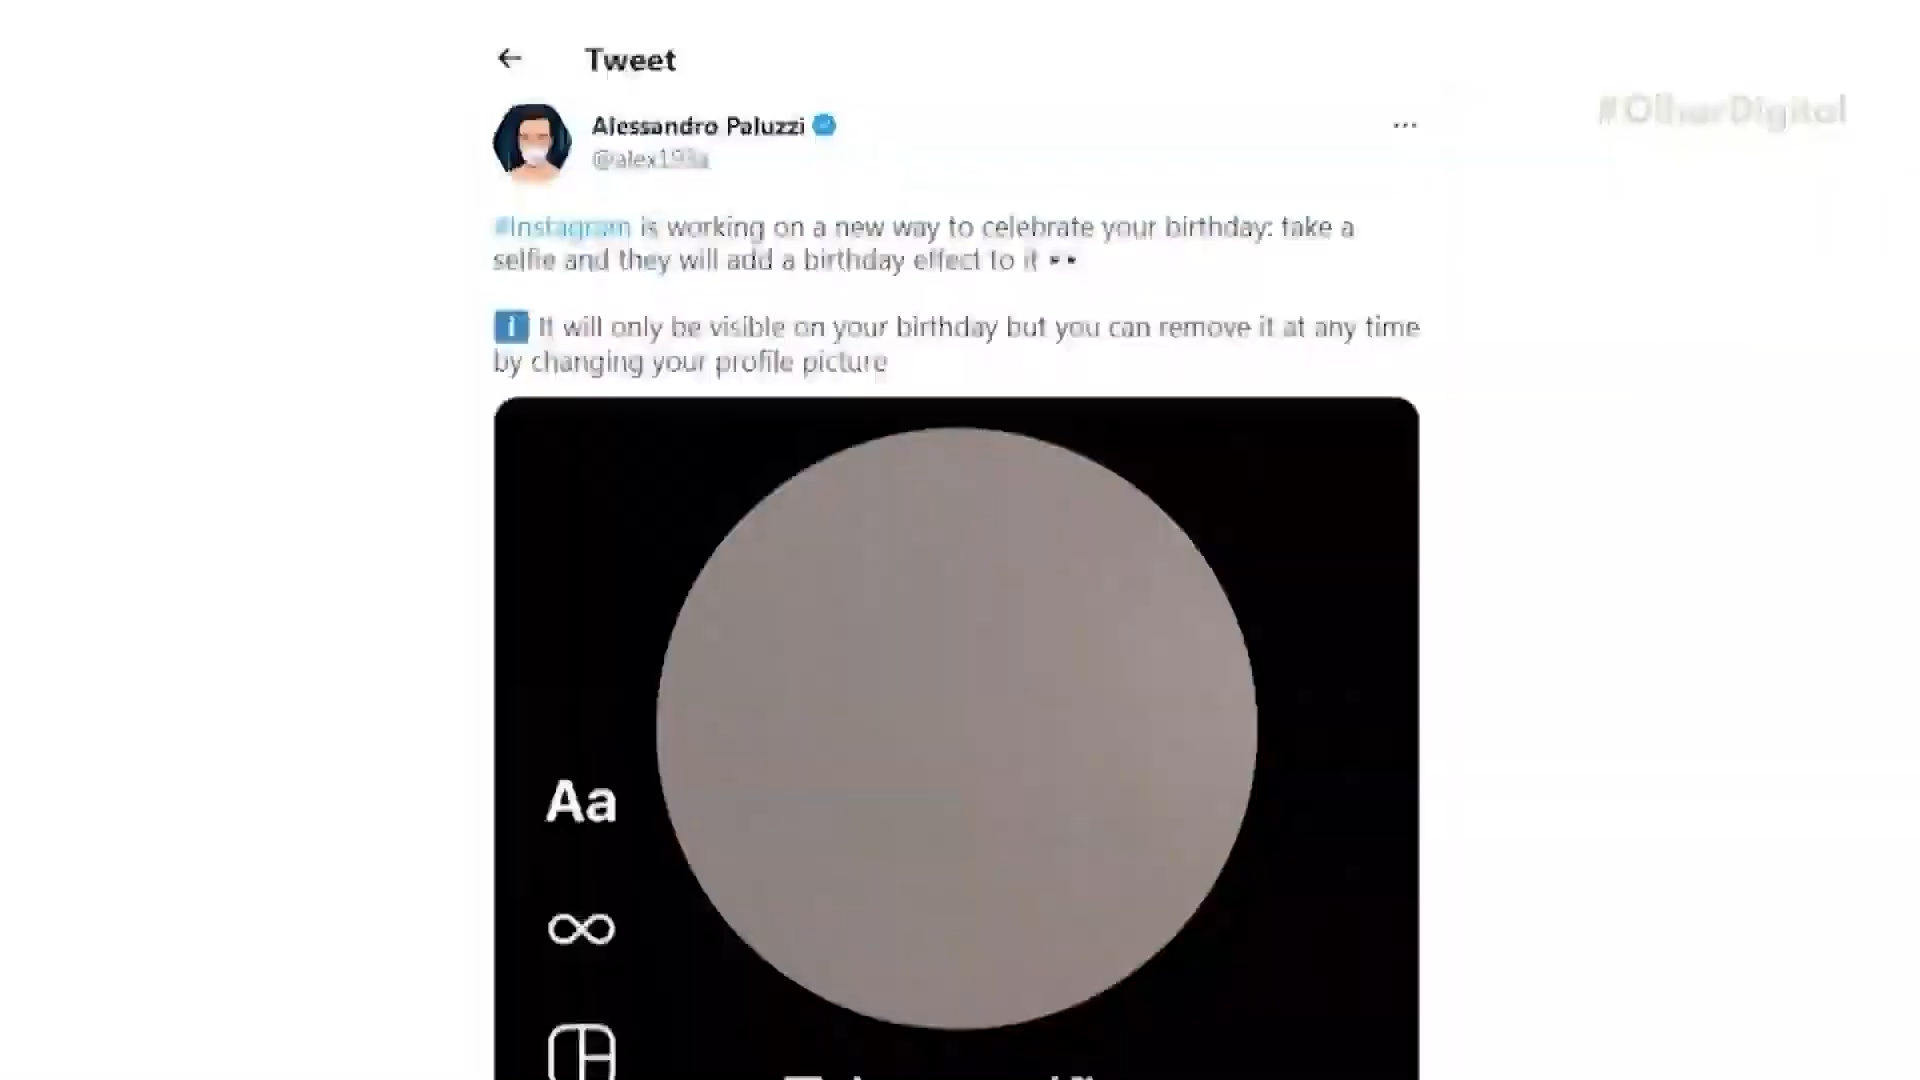 Tweet
#OlharDigital
Alessandro Paluzzi
@alex193a
#Instagram is working on a new way to celebrate your birthday: take a
selfie and they will add a birthday effect to it
It will only be visible on your birthday but you can remove it at any time
by changing your profile picture
Aa